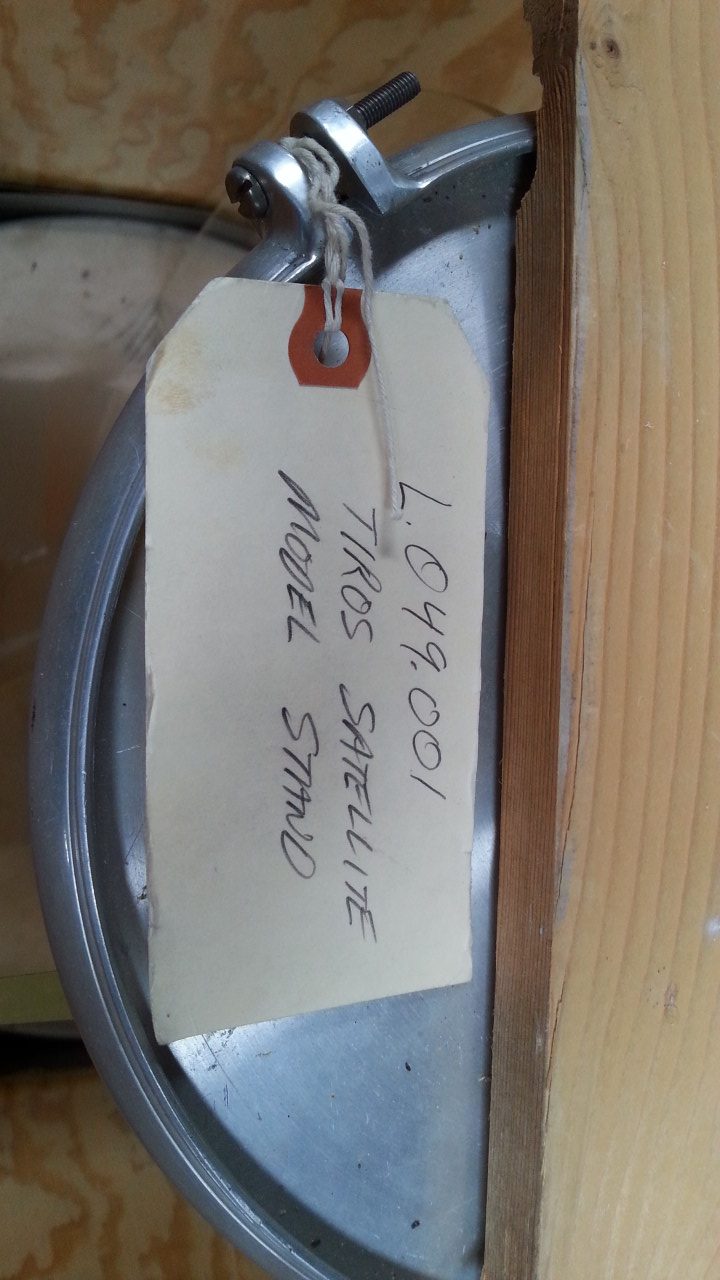 L.049.001
TIROS SATELLITE
MODEL STAND